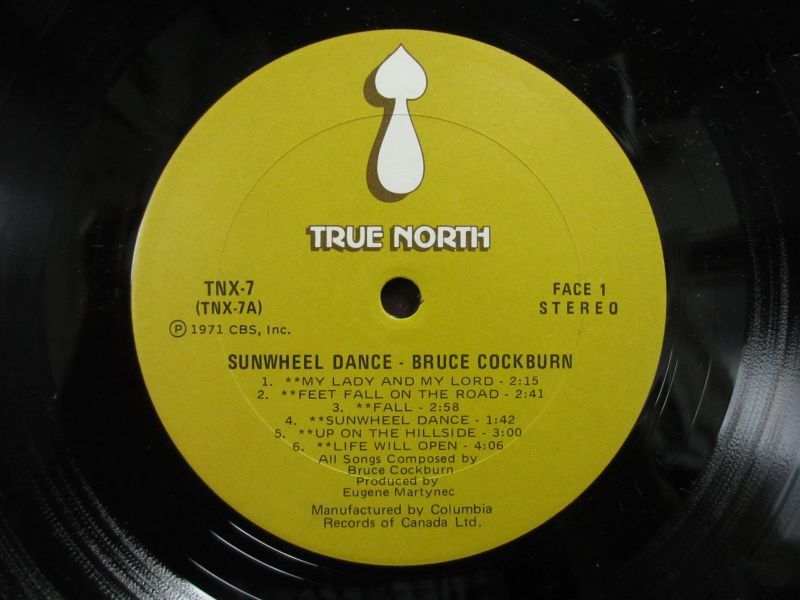 TRUE NORTH
TNX-7
(TNX-7A)
Ⓟ 1971 CBS, Inc.
FACE 1
STEREO
SUNWHEEL DANCE - BRUCE COCKBURN
1. **MY LADY AND MY LORD - 2:15
2. **FEET FALL ON THE ROAD - 2:41
3. **FALL - 2:58
4. **SUNWHEEL DANCE - 1:42
5. **UP ON THE HILLSIDE - 3:00
6. **LIFE WILL OPEN - 4:06
All Songs Composed by
Bruce Cockburn
Produced by
Eugene Martynec
Manufactured by Columbia
Records of Canada Ltd.